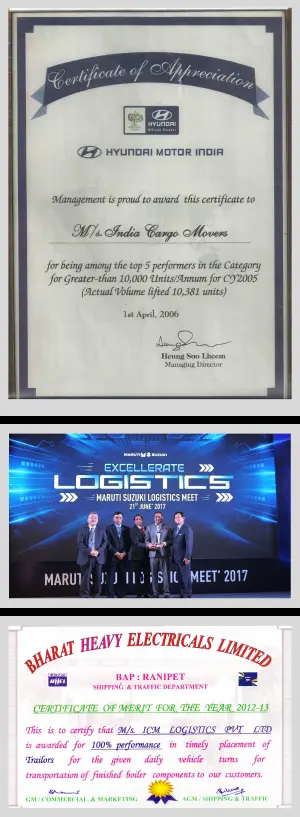 Certificate of Appreciation
HYUNDAI
HYUNDAI MOTOR INDIA
Management is proud to award this certificate to
M/s. India Cargo Movers
for being among the top 5 performers in the Category
for Greater-than 10,000 Units/Annum for CY2005
(Actual Volume lifted 10,381 units)
1st April, 2006
Heung Soo Lheem
Managing Director
MARUTI SUZUKI
EXCELLERATE
LOGISTICS
MARUTI SUZUKI LOGISTICS MEET
21ST JUNE' 2017
MEET' 2017
BHARAT HEAVY ELECTRICALS LIMITED
BAP : RANIPET
SHIPPING & TRAFFIC DEPARTMENT
CERTIFICATE OF MERIT FOR THE YEAR 2012-13
This is to certify that M/s. ICM LOGISTICS PVT LTD
is awarded for 100% performance in timely placement of
Trailors for the given daily vehicle turns for
transportation of finished boiler components to our customers.
GM / COMMERCIAL & MARKETING
AGM / SHIPPING & TRAFFIC